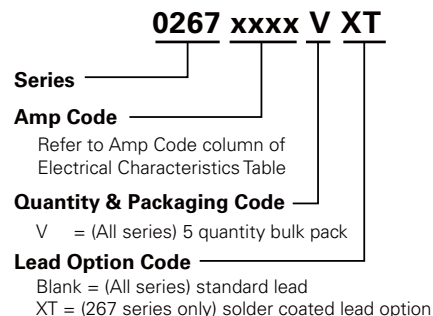 0267 xxxx V XT
Series
Amp Code
Refer to Amp Code column of
Electrical Characteristics Table
Quantity & Packaging Code
V = (All series) 5 quantity bulk pack
Lead Option Code
Blank = (All series) standard lead
XT = (267 series only) solder coated lead option